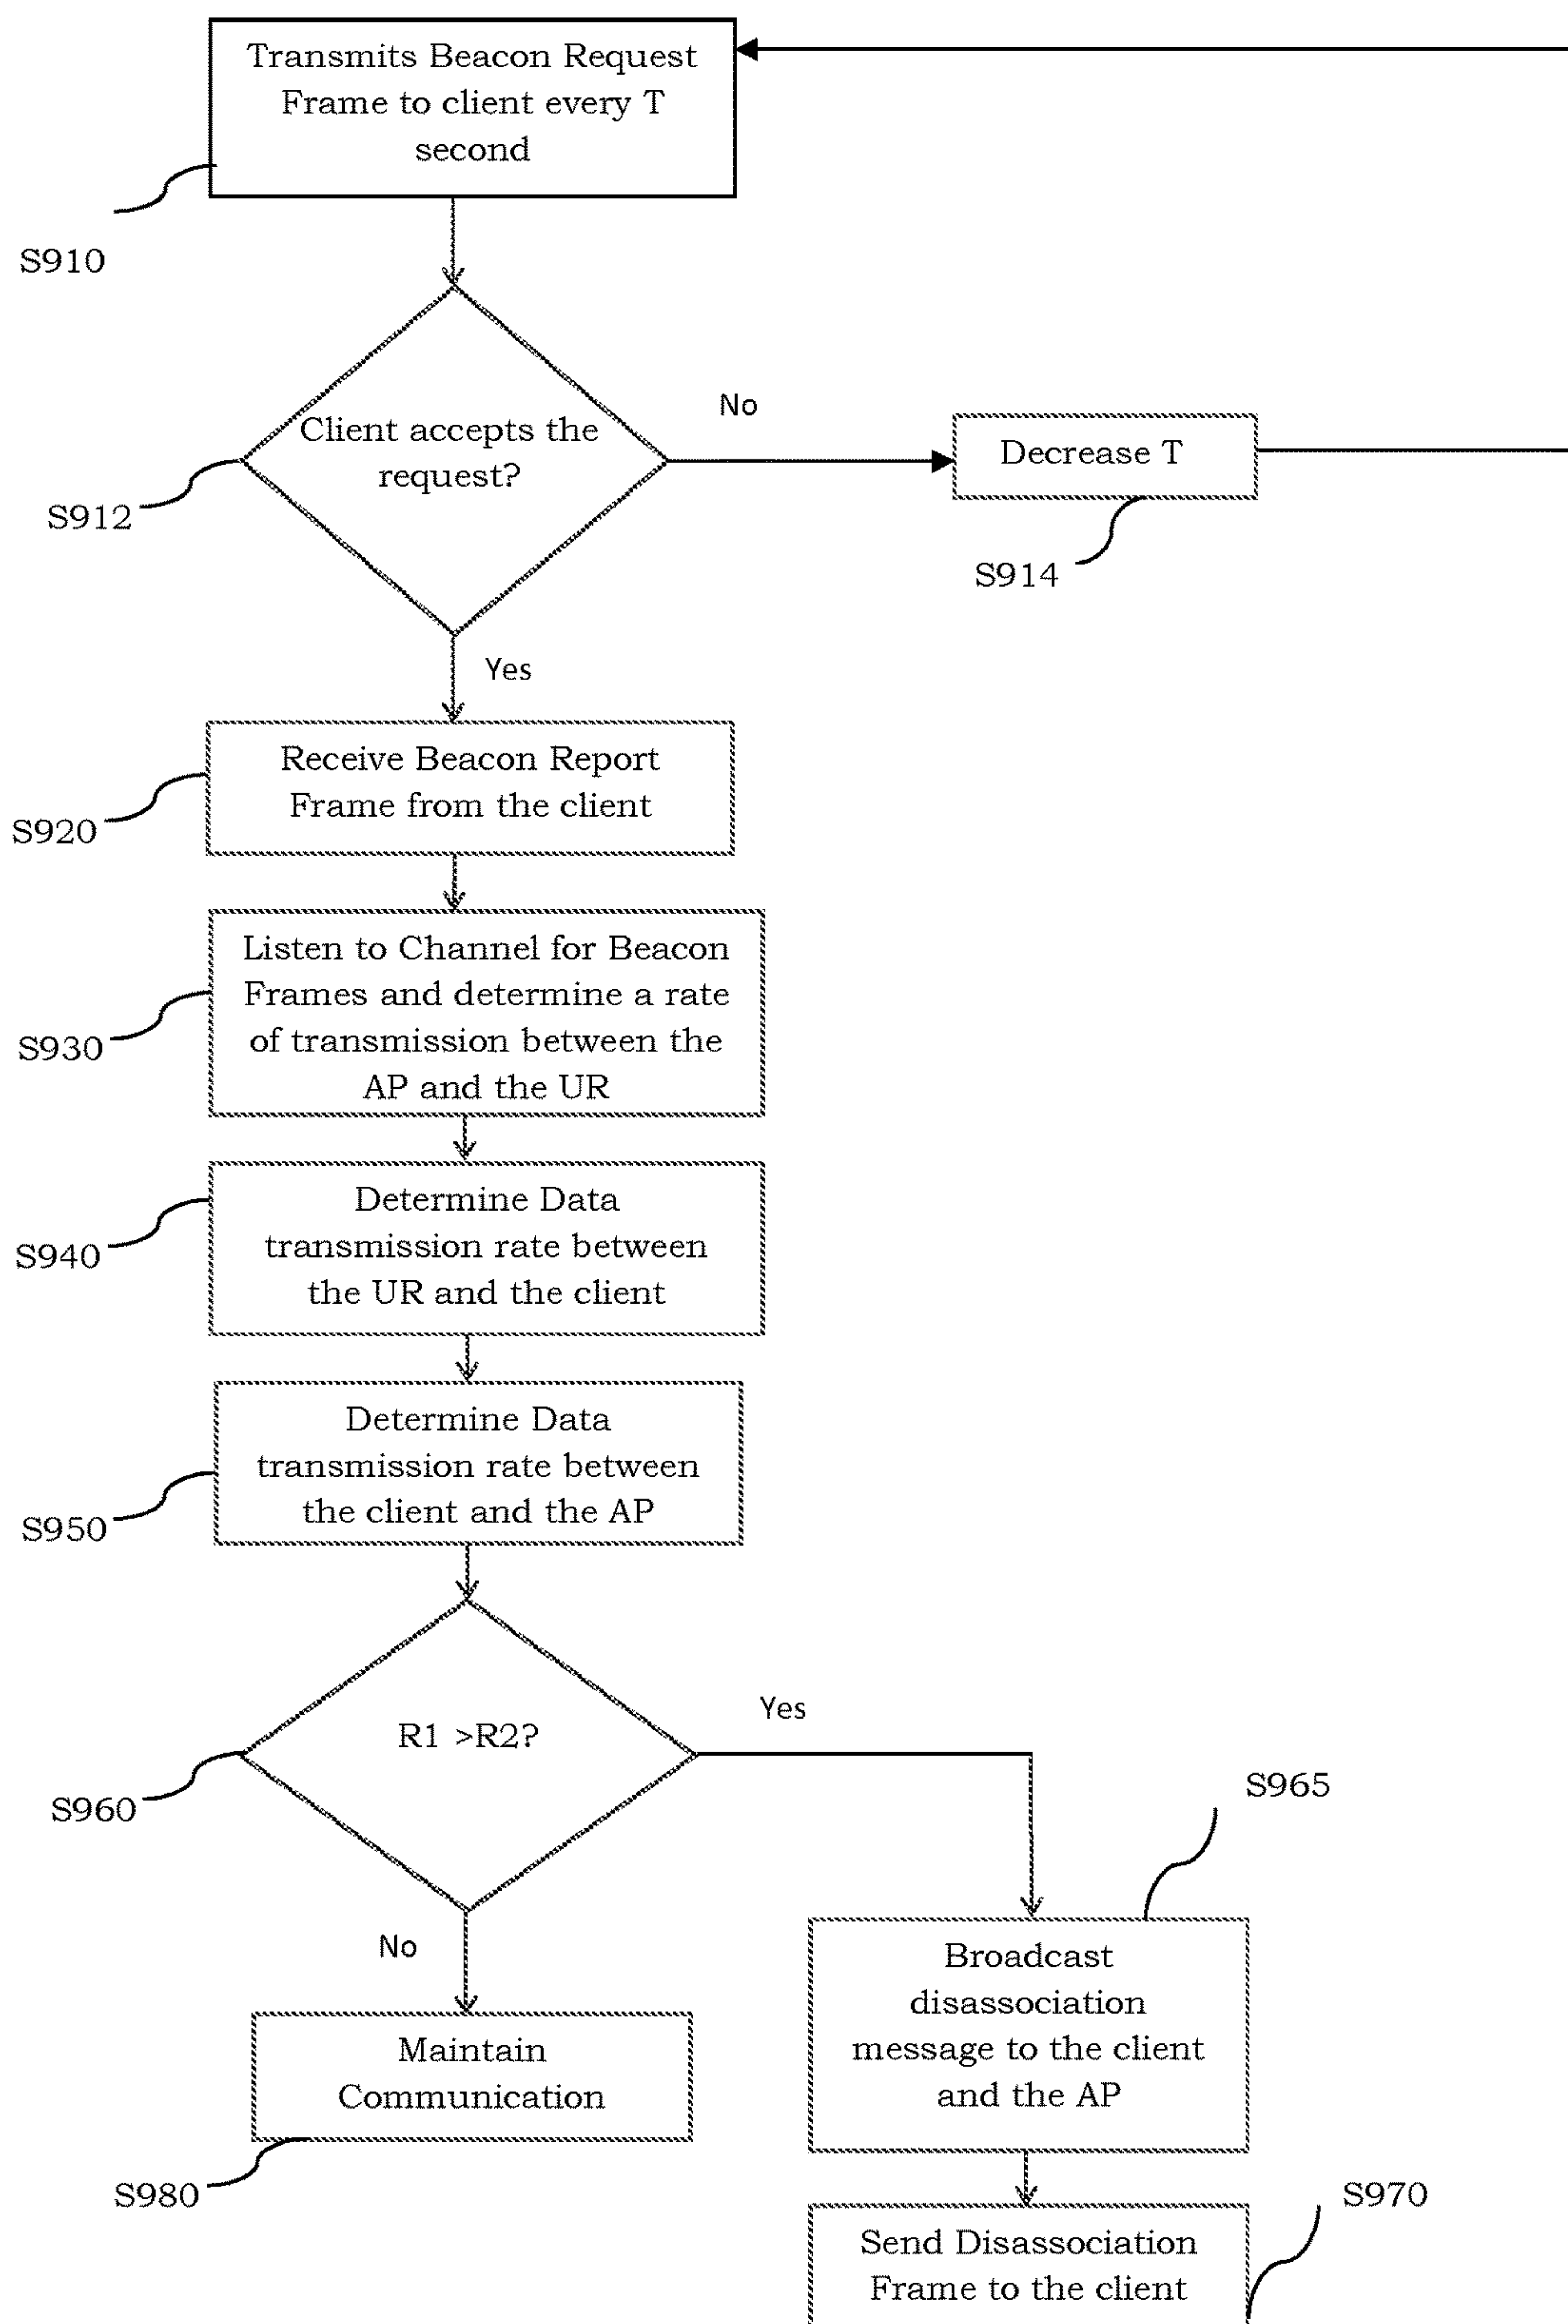 Transmits Beacon Request
Frame to client every T
second
S910
Client accepts the
request?
No
S912
Decrease T
S914
Yes
Receive Beacon Report
Frame from the client
S920
Listen to Channel for Beacon
Frames and determine a rate
of transmission between the
AP and the UR
S930
Determine Data
transmission rate between
the UR and the client
S940
Determine Data
transmission rate between
the client and the AP
S950
R1 >R2?
Yes
S960
S965
No
Broadcast
disassociation
message to the client
and the AP
Maintain
Communication
S980
S970
Send Disassociation
Frame to the client